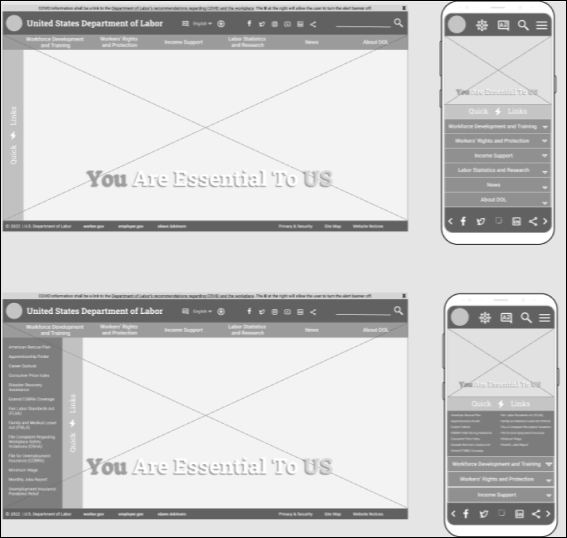 COVID information shall be a link to the Department of Labor's recommendations regarding COVID and the workplace. The X at the right will allow the user to turn the alert banner off. X
United States Department of Labor
English
Workforce Development and Training
Workers' Rights and Protection
Income Support
Labor Statistics and Research
News
About DOL
Quick Links
You Are Essential To US
© 2022 | U.S. Department of Labor
worker.gov
employer.gov
elaws Advisors
Privacy & Security
Site Map
Website Notices
You Are Essential To US
Quick Links
Workforce Development and Training
Workers' Rights and Protection
Income Support
Labor Statistics and Research
News
About DOL
COVID information shall be a link to the Department of Labor's recommendations regarding COVID and the workplace. The X at the right will allow the user to turn the alert banner off. X
United States Department of Labor
English
Workforce Development and Training
Workers' Rights and Protection
Income Support
Labor Statistics and Research
News
About DOL
American Rescue Plan
Apprenticeship Finder
Career Outlook
Consumer Price Index
Disaster Recovery Assistance
Extend COBRA Coverage
Fair Labor Standards Act (FLSA)
Family and Medical Leave Act (FMLA)
File Complaint Regarding Workplace Safety
File for Unemployment Insurance
Minimum Wage
Monthly Jobs Report
Unemployment Insurance
Quick Links
You Are Essential To US
© 2022 | U.S. Department of Labor
worker.gov
employer.gov
elaws Advisors
Privacy & Security
Site Map
Website Notices
You Are Essential To US
Quick Links
Workforce Development and Training
Workers' Rights and Protection
Income Support